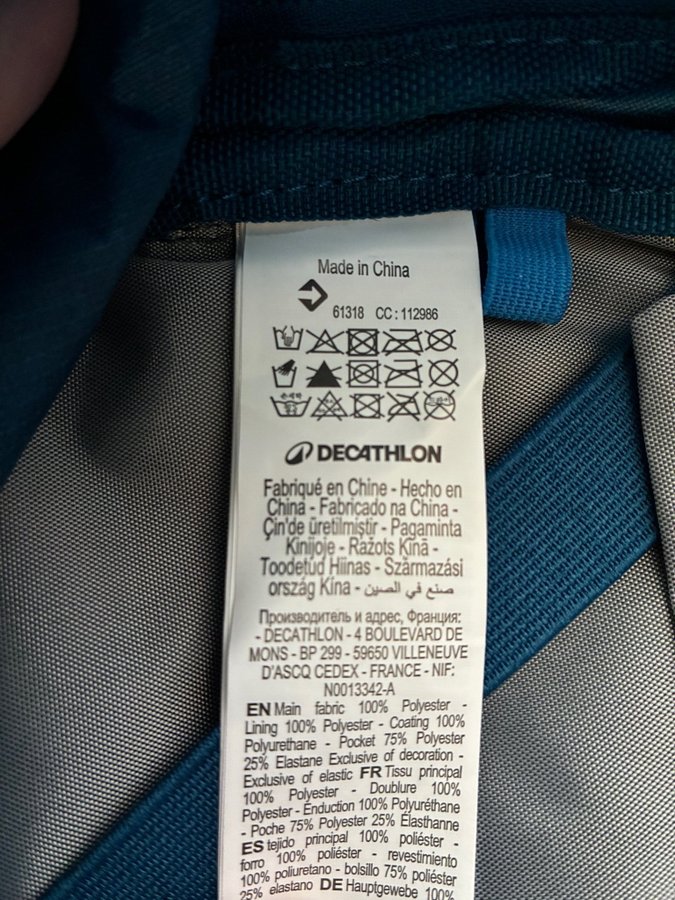 Made in China
61318 CC : 112986
DECATHLON
Fabriqué en Chine - Hecho en
China - Fabricado na China -
Çin'de üretilmiştir - Pagaminta
Kinijoje - Ražots Ķīnā -
Toodetud Hiinas - Származási
ország Kína - صنع في الصين
Производитель и адрес, Франция:
- DECATHLON - 4 BOULEVARD DE
MONS - BP 299 - 59650 VILLENEUVE
D'ASCQ CEDEX - FRANCE - NIF:
N0013342-A
EN Main fabric 100% Polyester -
Lining 100% Polyester - Coating 100%
Polyurethane - Pocket 75% Polyester
25% Elastane Exclusive of decoration -
Exclusive of elastic FR Tissu principal
100% Polyester - Doublure 100%
Polyester - Enduction 100% Polyuréthane
- Poche 75% Polyester 25% Élasthanne
ES tejido principal 100% poliéster -
forro 100% poliéster - revestimiento
100% poliuretano - bolsillo 75% poliéster
25% elastano DE Hauptgewebe 100%